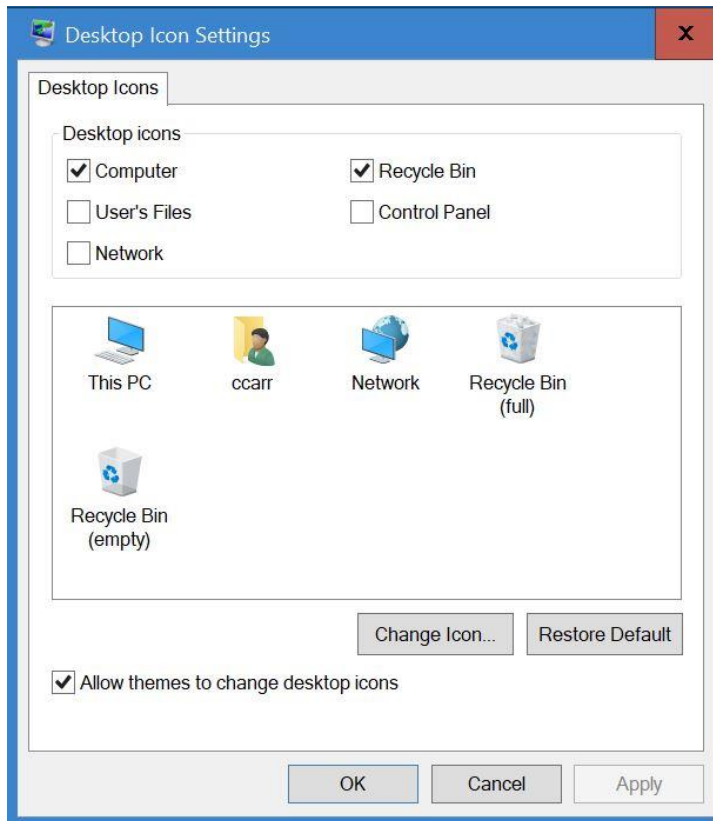 Desktop Icon Settings
x
Desktop Icons
Desktop icons
Computer
Recycle Bin
User's Files
Control Panel
Network
This PC
ccarr
Network
Recycle Bin
(full)
Recycle Bin
(empty)
Change Icon...
Restore Default
Allow themes to change desktop icons
OK
Cancel
Apply